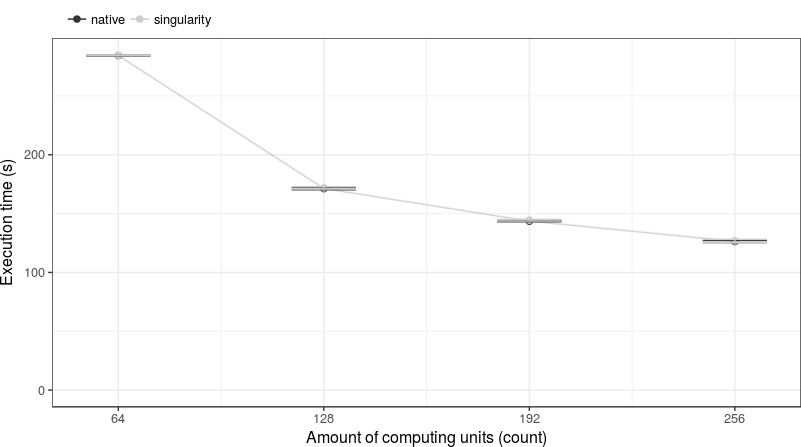 native singularity
Execution time (s)
200
100
0
64 128 192 256
Amount of computing units (count)